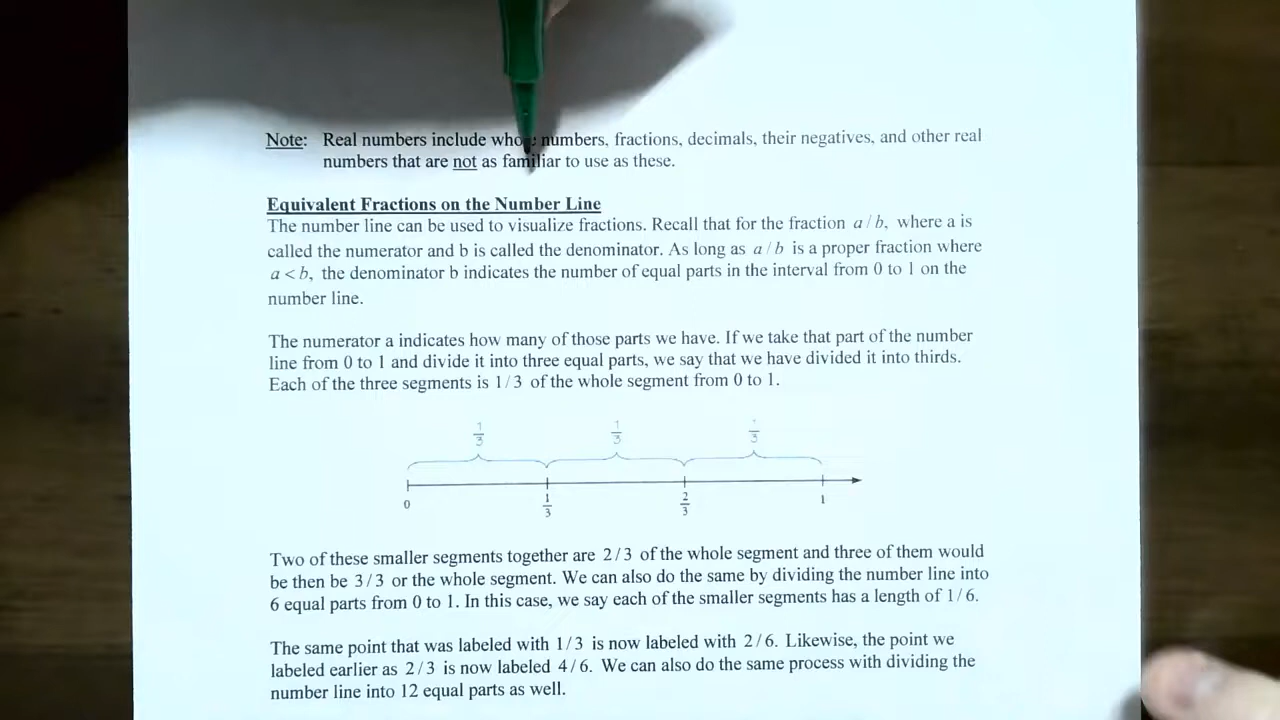 Note: Real numbers include whole numbers, fractions, decimals, their negatives, and other real
numbers that are not as familiar to use as these.
Equivalent Fractions on the Number Line
The number line can be used to visualize fractions. Recall that for the fraction a / b, where a is
called the numerator and b is called the denominator. As long as a / b is a proper fraction where
a < b, the denominator b indicates the number of equal parts in the interval from 0 to 1 on the
number line.
The numerator a indicates how many of those parts we have. If we take that part of the number
line from 0 to 1 and divide it into three equal parts, we say that we have divided it into thirds.
Each of the three segments is 1/3 of the whole segment from 0 to 1.
1/3 1/3 1/3
0 1/3 2/3 1
Two of these smaller segments together are 2/3 of the whole segment and three of them would
be then be 3/3 or the whole segment. We can also do the same by dividing the number line into
6 equal parts from 0 to 1. In this case, we say each of the smaller segments has a length of 1/6.
The same point that was labeled with 1/3 is now labeled with 2/6. Likewise, the point we
labeled earlier as 2/3 is now labeled 4/6. We can also do the same process with dividing the
number line into 12 equal parts as well.